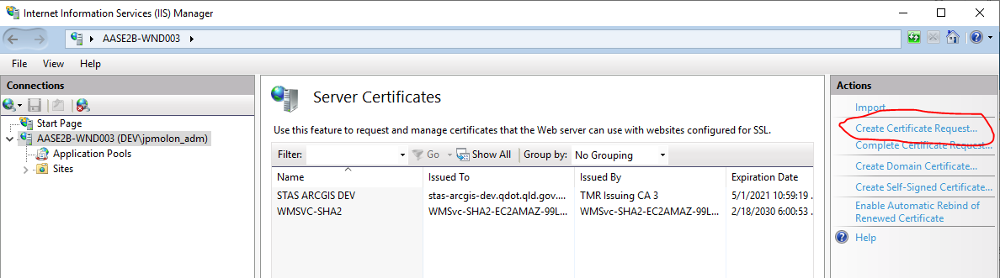 Internet Information Services (IIS) Manager
AASE2B-WND003
File View Help
Connections
Start Page
AASE2B-WND003 (DEV\jpmolon_adm)
Application Pools
Sites
Server Certificates
Use this feature to request and manage certificates that the Web server can use with websites configured for SSL.
Filter: Go Show All Group by: No Grouping
Name Issued To Issued By Expiration Date
STAS ARCGIS DEV stas-arcgis-dev.qdot.qld.gov.... TMR Issuing CA 3 5/1/2021 10:59:19 ...
WMSVC-SHA2 WMSvc-SHA2-EC2AMAZ-99L... WMSvc-SHA2-EC2AMAZ-99L... 2/18/2030 6:00:53 ...
Actions
Import...
Create Certificate Request...
Complete Certificate Request...
Create Domain Certificate...
Create Self-Signed Certificate...
Enable Automatic Rebind of
Renewed Certificate
Help